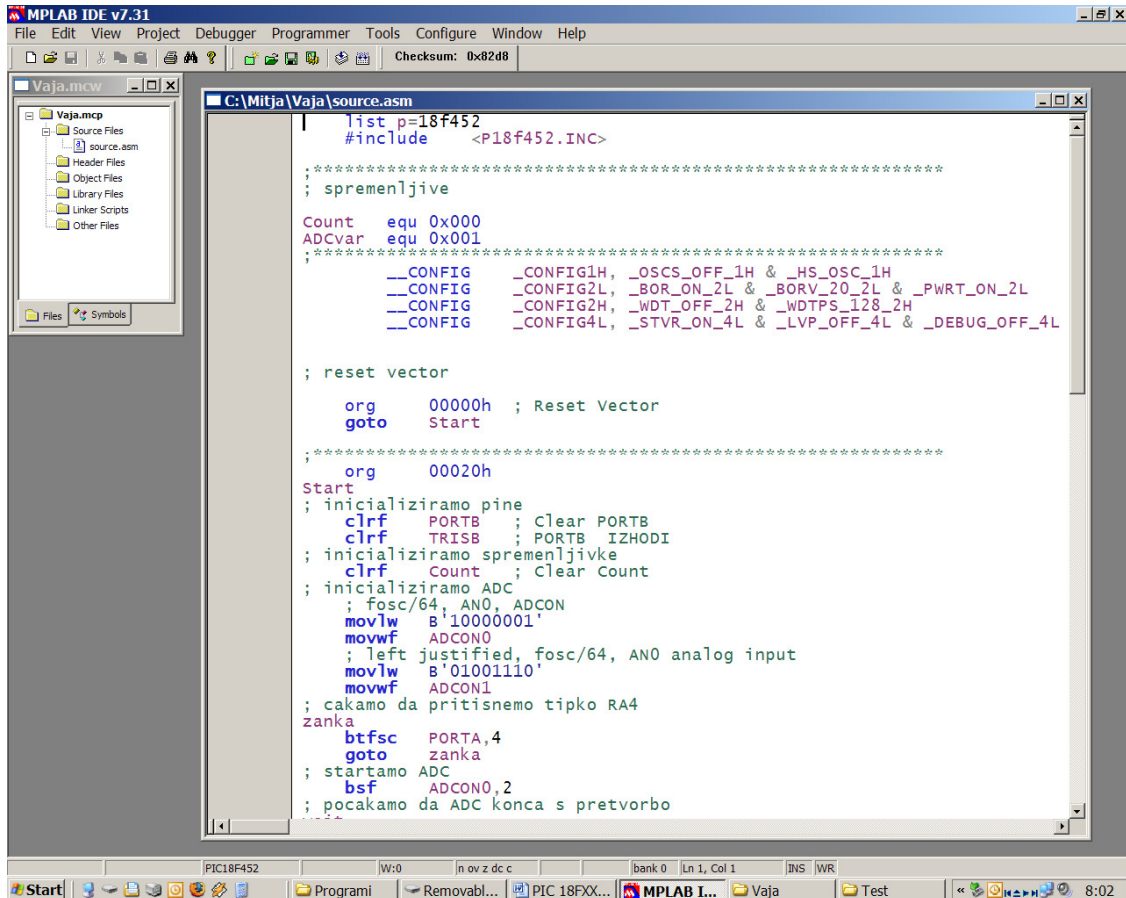 MPLAB IDE v7.31
File Edit View Project Debugger Programmer Tools Configure Window Help
Checksum: 0x82d8
Vaja.mcw
Vaja.mcp
Source Files
source.asm
Header Files
Object Files
Library Files
Linker Scripts
Other Files
Files Symbols
C:\Mitja\Vaja\source.asm
list p=18f452
#include <P18f452.INC>
;************************************************************
; spremenljive
Count equ 0x000
ADCvar equ 0x001
;************************************************************
__CONFIG _CONFIG1H, _OSCS_OFF_1H & _HS_OSC_1H
__CONFIG _CONFIG2L, _BOR_ON_2L & _BORV_20_2L & _PWRT_ON_2L
__CONFIG _CONFIG2H, _WDT_OFF_2H & _WDTPS_128_2H
__CONFIG _CONFIG4L, _STVR_ON_4L & _LVP_OFF_4L & _DEBUG_OFF_4L
; reset vector
org 00000h ; Reset Vector
goto Start
;************************************************************
org 00020h
Start
; inicializiramo pine
clrf PORTB ; Clear PORTB
clrf TRISB ; PORTB IZHODI
; inicializiramo spremenljivke
clrf Count ; Clear Count
; inicializiramo ADC
; fosc/64, AN0, ADCON
movlw B'10000001'
movwf ADCON0
; left justified, fosc/64, AN0 analog input
movlw B'01001110'
movwf ADCON1
; cakamo da pritisnemo tipko RA4
zanka
btfsc PORTA,4
goto zanka
; startamo ADC
bsf ADCON0,2
; pocakamo da ADC konca s pretvorbo
PIC18F452 W:0 n ov z dc c bank 0 Ln 1, Col 1 INS WR
Start Programi Removabl... PIC 18FXX... MPLAB I... Vaja Test « 8:02